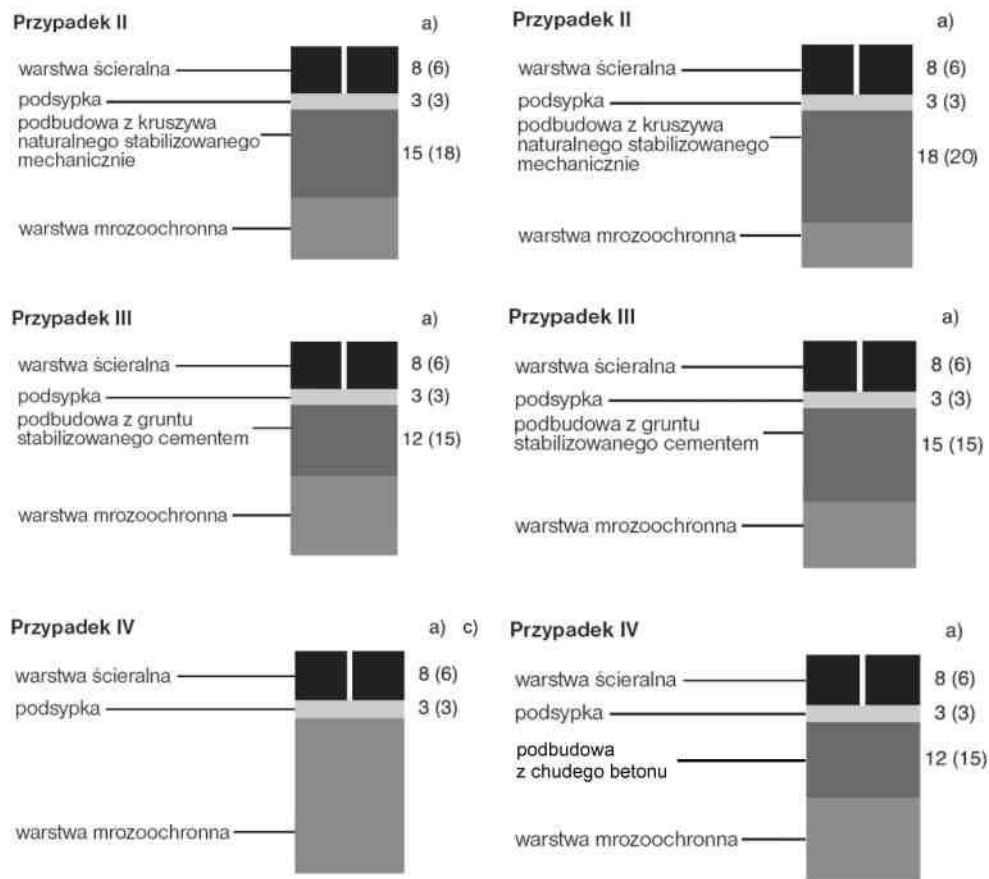 Przypadek II a)
warstwa ścieralna 8 (6)
podsypka 3 (3)
podbudowa z kruszywa
naturalnego stabilizowanego
mechanicznie
15 (18)
warstwa mrozoochronna
Przypadek II a)
warstwa ścieralna 8 (6)
podsypka 3 (3)
podbudowa z kruszywa
naturalnego stabilizowanego
mechanicznie
18 (20)
warstwa mrozoochronna
Przypadek III a)
warstwa ścieralna 8 (6)
podsypka 3 (3)
podbudowa z gruntu
stabilizowanego cementem
12 (15)
warstwa mrozoochronna
Przypadek III a)
warstwa ścieralna 8 (6)
podsypka 3 (3)
podbudowa z gruntu
stabilizowanego cementem
15 (15)
warstwa mrozoochronna
Przypadek IV a) c)
warstwa ścieralna 8 (6)
podsypka 3 (3)
warstwa mrozoochronna
Przypadek IV a)
warstwa ścieralna 8 (6)
podsypka 3 (3)
podbudowa
z chudego betonu
12 (15)
warstwa mrozoochronna